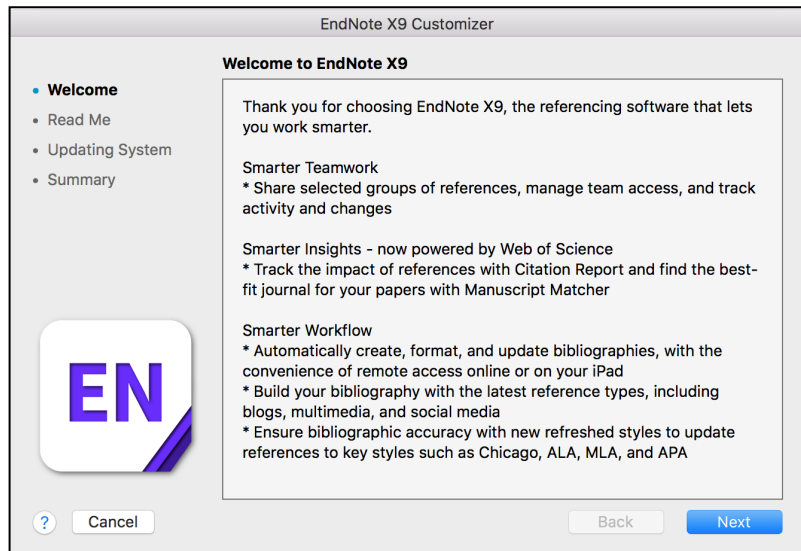 EndNote X9 Customizer
Welcome to EndNote X9
• Welcome
• Read Me
• Updating System
• Summary
Thank you for choosing EndNote X9, the referencing software that lets
you work smarter.
Smarter Teamwork
* Share selected groups of references, manage team access, and track
activity and changes
Smarter Insights - now powered by Web of Science
* Track the impact of references with Citation Report and find the best-
fit journal for your papers with Manuscript Matcher
Smarter Workflow
* Automatically create, format, and update bibliographies, with the
convenience of remote access online or on your iPad
* Build your bibliography with the latest reference types, including
blogs, multimedia, and social media
* Ensure bibliographic accuracy with new refreshed styles to update
references to key styles such as Chicago, ALA, MLA, and APA
EN
? Cancel Back Next